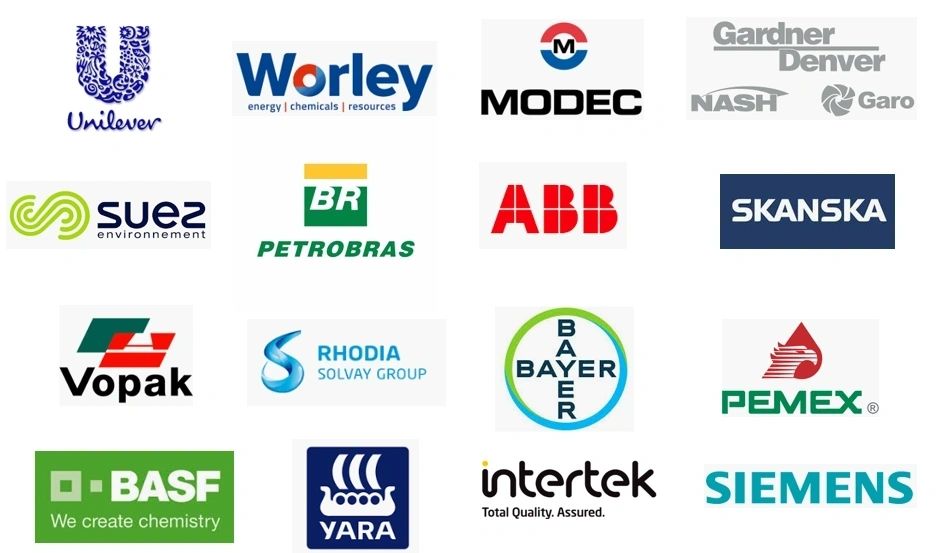 Unilever
Worley
energy | chemicals | resources
M
MODEC
Gardner
Denver
NASH
Garo
suez
environnement
BR
PETROBRAS
ABB
SKANSKA
Vopak
RHODIA
SOLVAY GROUP
BAYER
BAYER
PEMEX®
BASF
We create chemistry
YARA
intertek
Total Quality. Assured.
SIEMENS